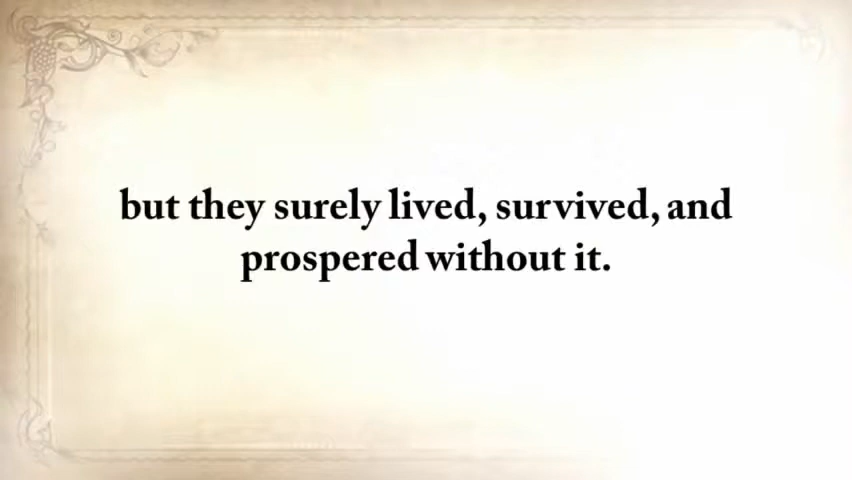 but they surely lived, survived, and
prospered without it.